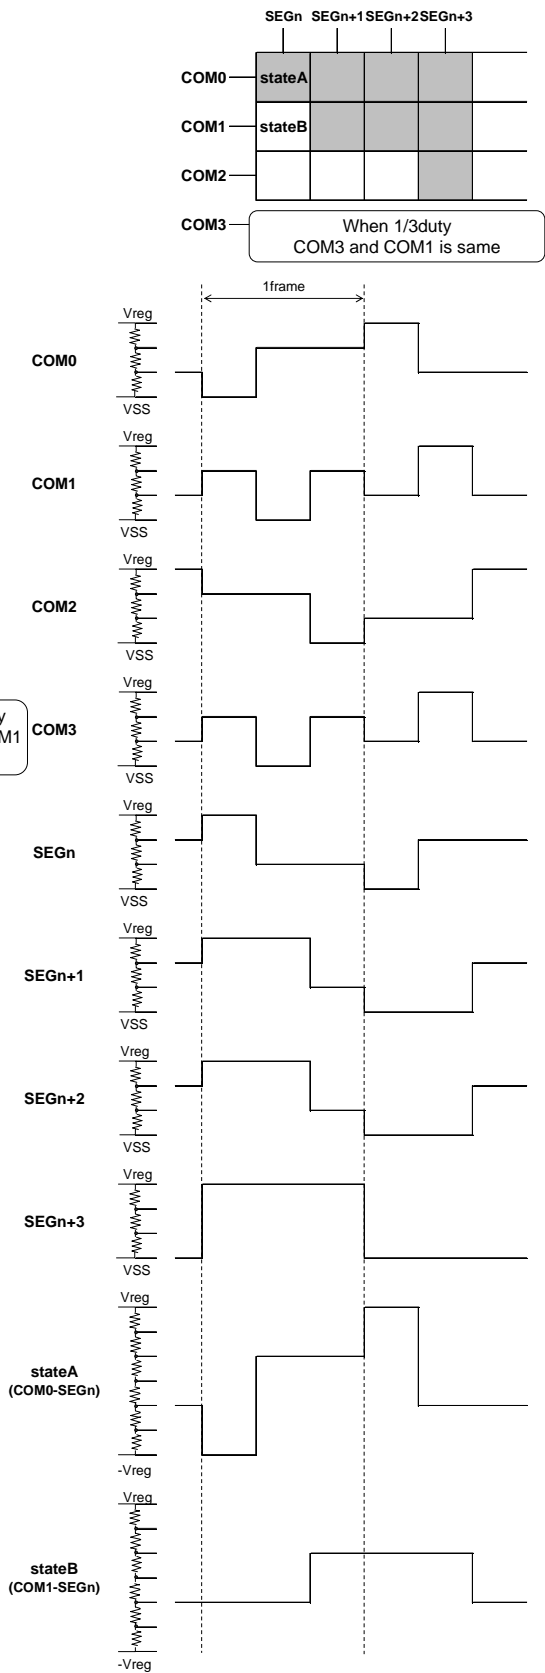 SEGn SEGn+1 SEGn+2 SEGn+3
COM0 stateA
COM1 stateB
COM2
COM3 When 1/3duty
COM3 and COM1 is same
1frame
Vreg
COM0
VSS
Vreg
COM1
VSS
Vreg
COM2
VSS
Vreg
y
M1
COM3
VSS
Vreg
SEGn
VSS
Vreg
SEGn+1
VSS
Vreg
SEGn+2
VSS
Vreg
SEGn+3
VSS
Vreg
stateA
(COM0-SEGn)
-Vreg
Vreg
stateB
(COM1-SEGn)
-Vreg